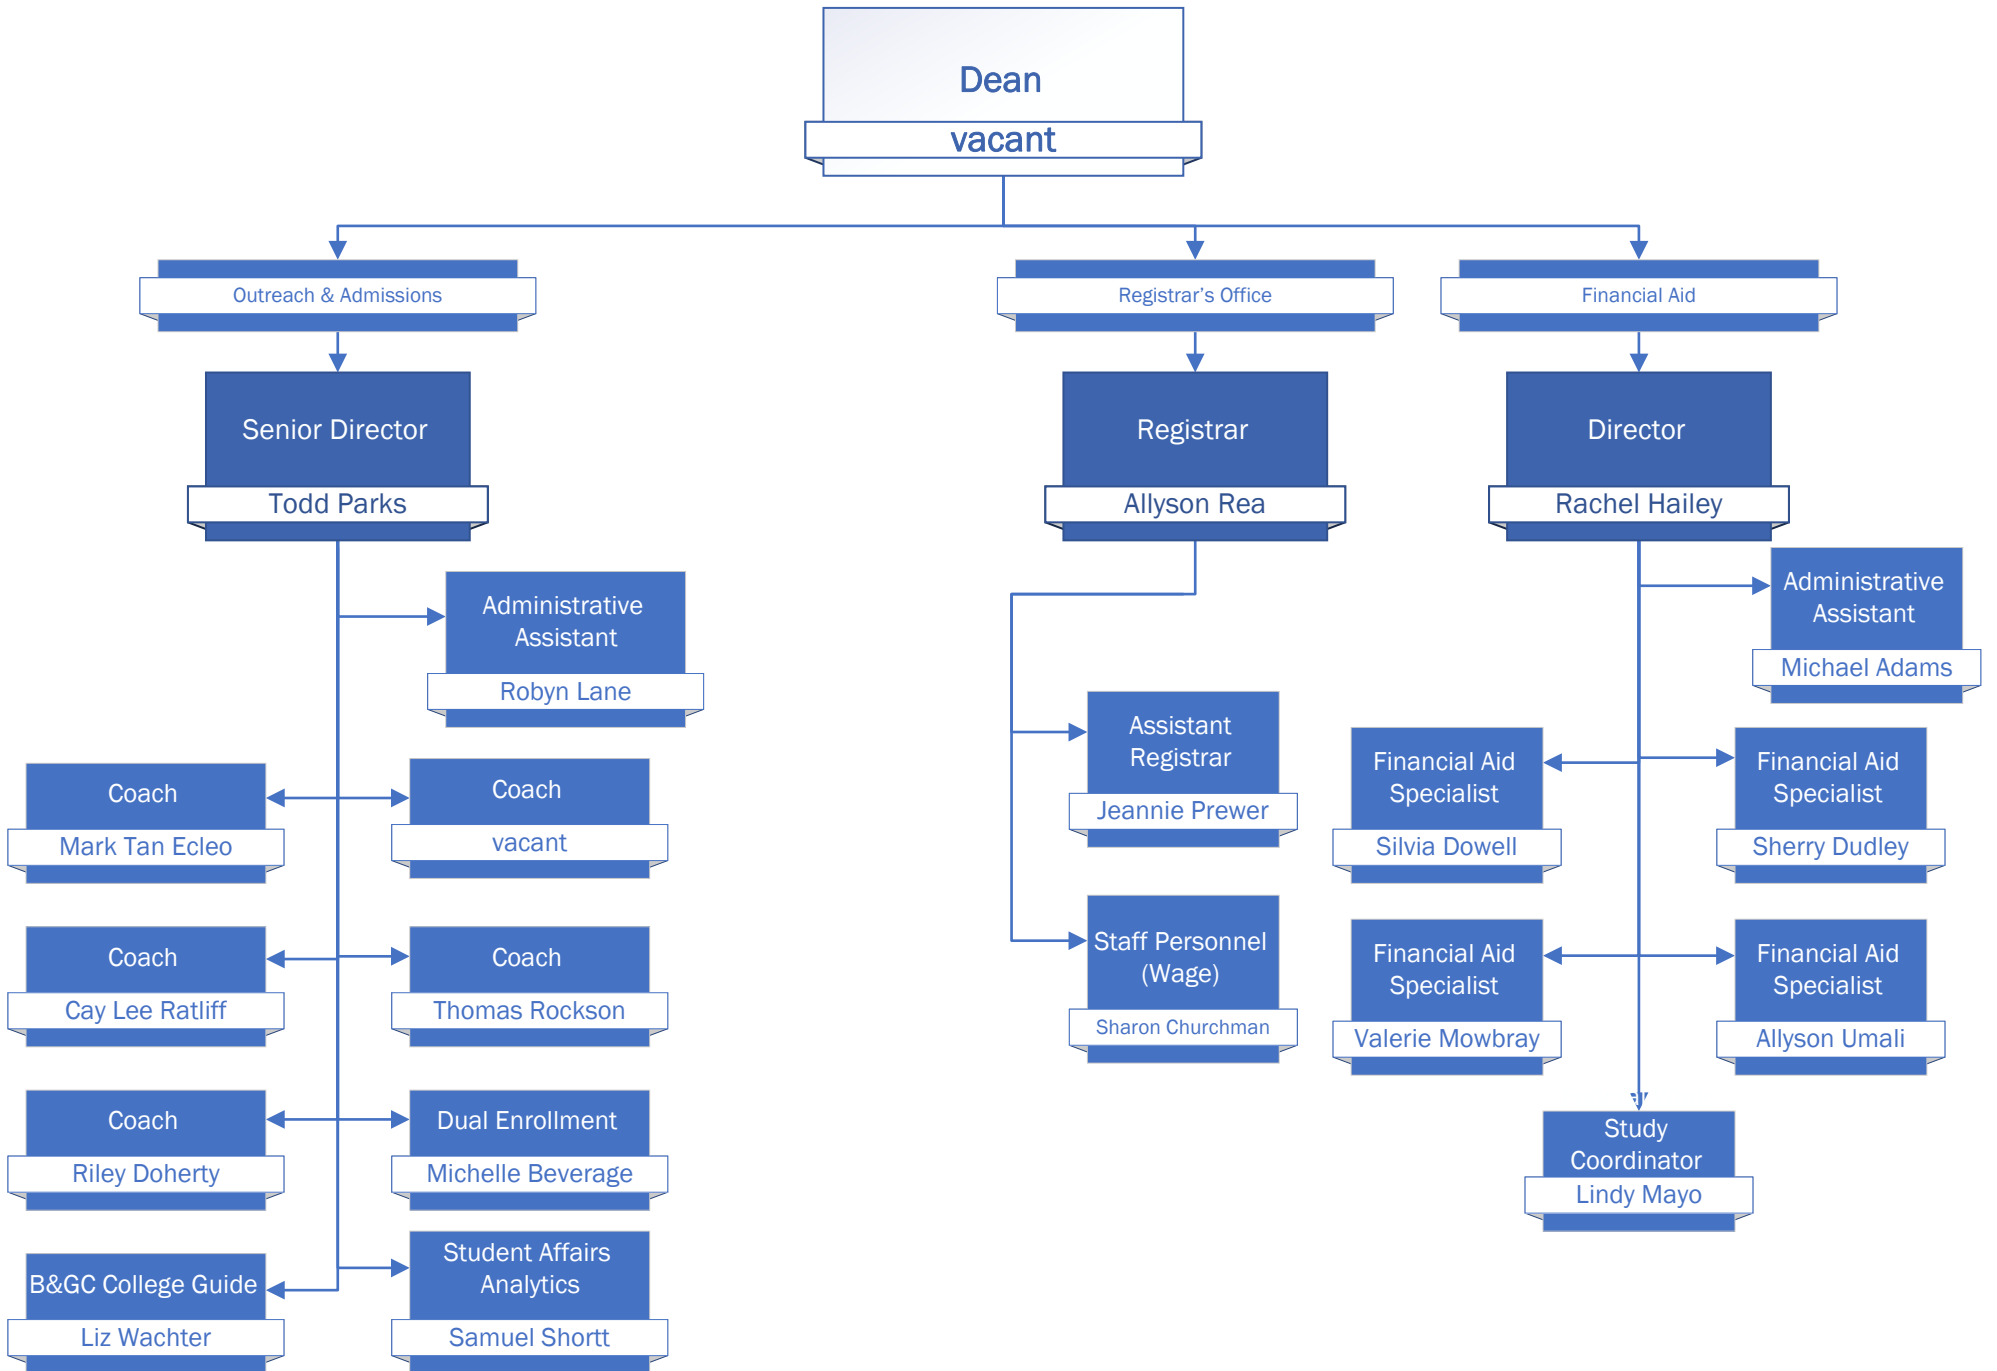 Dean
vacant
Outreach & Admissions
Registrar's Office
Financial Aid
Senior Director
Todd Parks
Registrar
Allyson Rea
Director
Rachel Hailey
Administrative
Assistant
Robyn Lane
Administrative
Assistant
Michael Adams
Coach
Mark Tan Ecleo
Coach
vacant
Assistant
Registrar
Jeannie Prewer
Financial Aid
Specialist
Silvia Dowell
Financial Aid
Specialist
Sherry Dudley
Coach
Cay Lee Ratliff
Coach
Thomas Rockson
Staff Personnel
(Wage)
Sharon Churchman
Financial Aid
Specialist
Valerie Mowbray
Financial Aid
Specialist
Allyson Umali
Coach
Riley Doherty
Dual Enrollment
Michelle Beverage
Study
Coordinator
Lindy Mayo
B&GC College Guide
Liz Wachter
Student Affairs
Analytics
Samuel Shortt